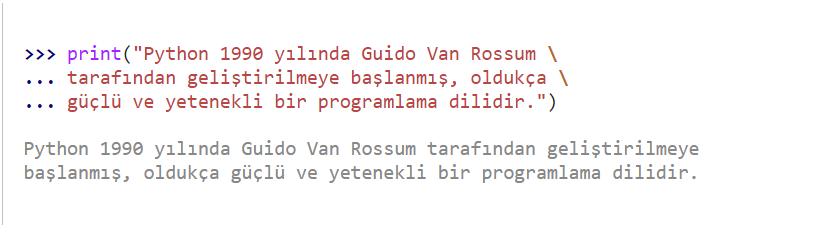 >>> print("Python 1990 yılında Guido Van Rossum \
... tarafından geliştirilmeye başlanmış, oldukça \
... güçlü ve yetenekli bir programlama dilidir.")
Python 1990 yılında Guido Van Rossum tarafından geliştirilmeye
başlanmış, oldukça güçlü ve yetenekli bir programlama dilidir.